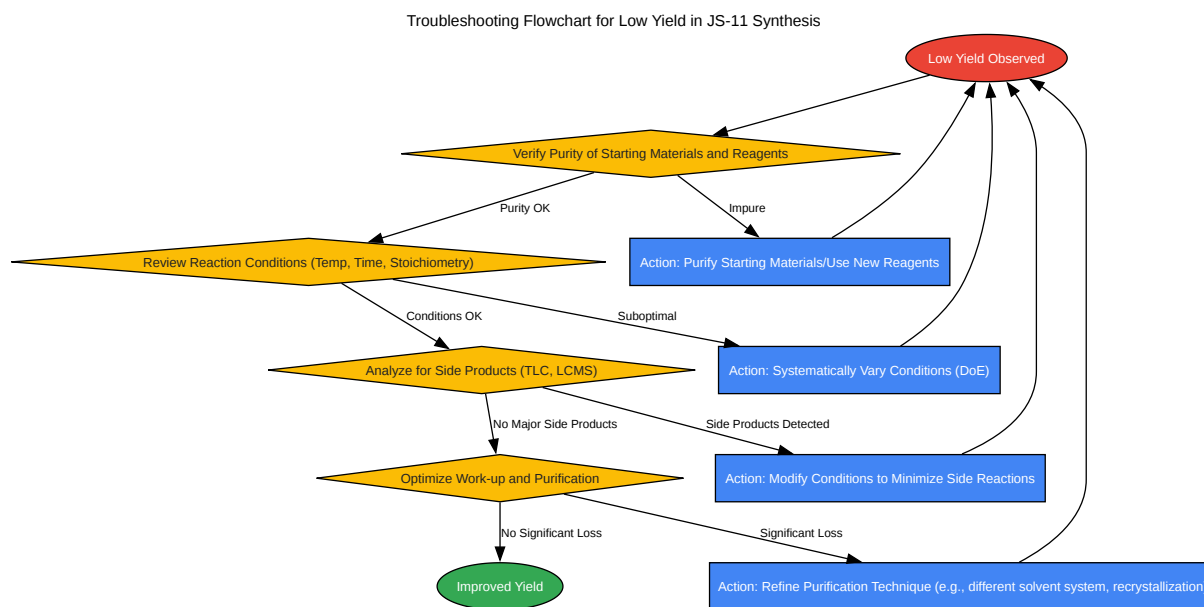 Troubleshooting Flowchart for Low Yield in JS-11 Synthesis
Low Yield Observed
Verify Purity of Starting Materials and Reagents
Purity OK
Impure
Review Reaction Conditions (Temp, Time, Stoichiometry)
Action: Purify Starting Materials/Use New Reagents
Conditions OK
Suboptimal
Analyze for Side Products (TLC, LCMS)
Action: Systematically Vary Conditions (DoE)
No Major Side Products
Side Products Detected
Optimize Work-up and Purification
Action: Modify Conditions to Minimize Side Reactions
No Significant Loss
Significant Loss
Improved Yield
Action: Refine Purification Technique (e.g., different solvent system, recrystallization